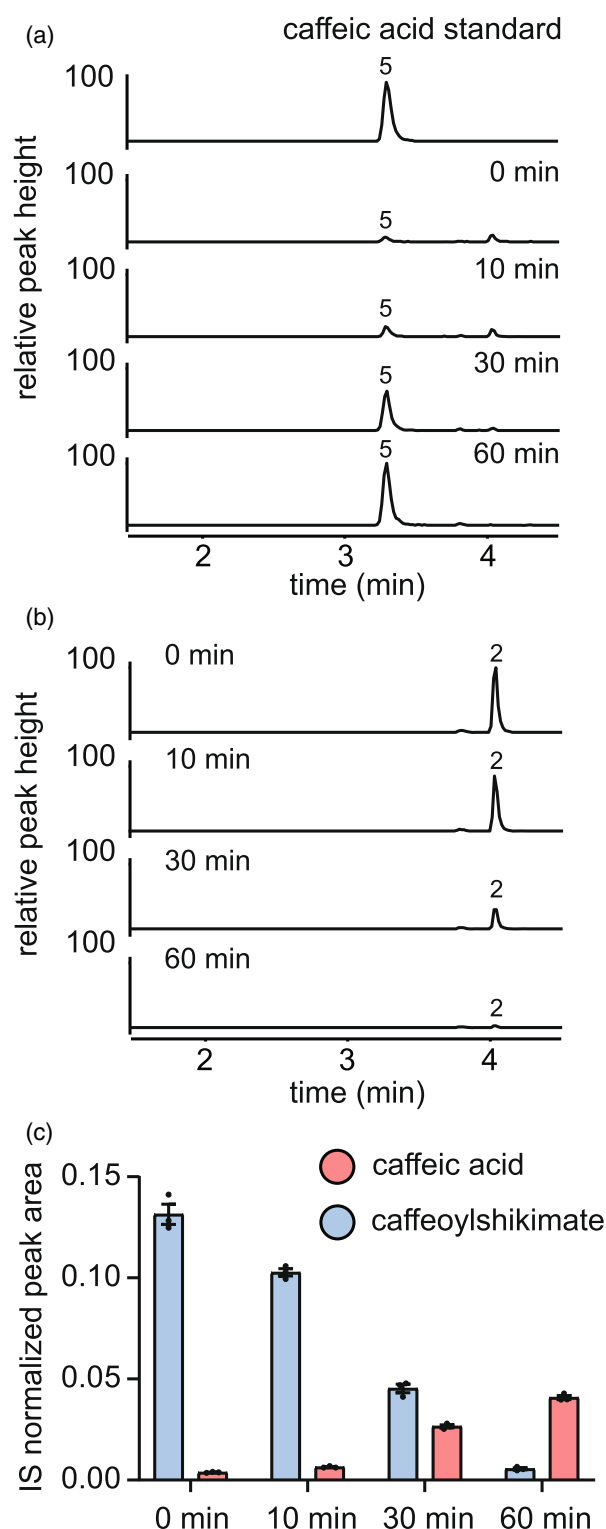 (a)
caffeic acid standard
relative peak height
100
5
100
0 min
5
100
10 min
5
100
30 min
5
100
60 min
5
2 3 4
time (min)
(b)
relative peak height
100
0 min
2
100
10 min
2
100
30 min
2
100
60 min
2
2 3 4
time (min)
(c)
IS normalized peak area
0.15
0.10
0.05
0.00
caffeic acid
caffeoylshikimate
0 min 10 min 30 min 60 min